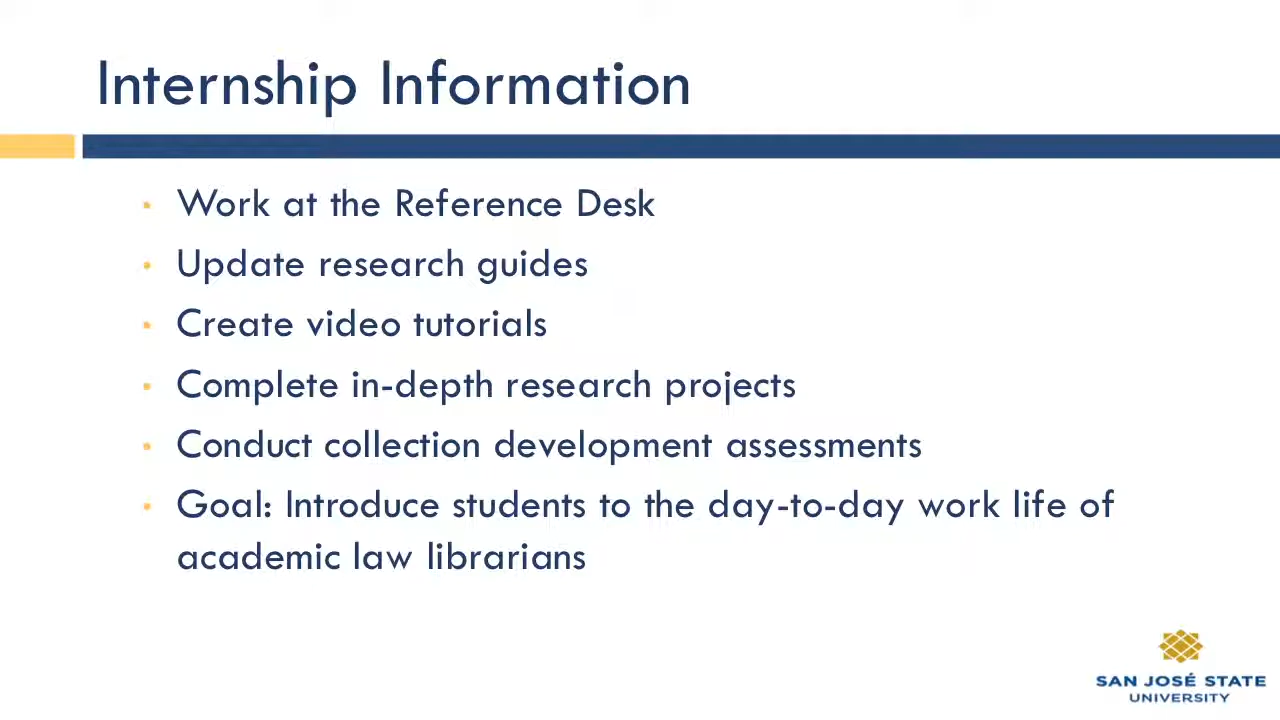 Internship Information
• Work at the Reference Desk
• Update research guides
• Create video tutorials
• Complete in-depth research projects
• Conduct collection development assessments
• Goal: Introduce students to the day-to-day work life of
academic law librarians
SAN JOSÉ STATE
UNIVERSITY